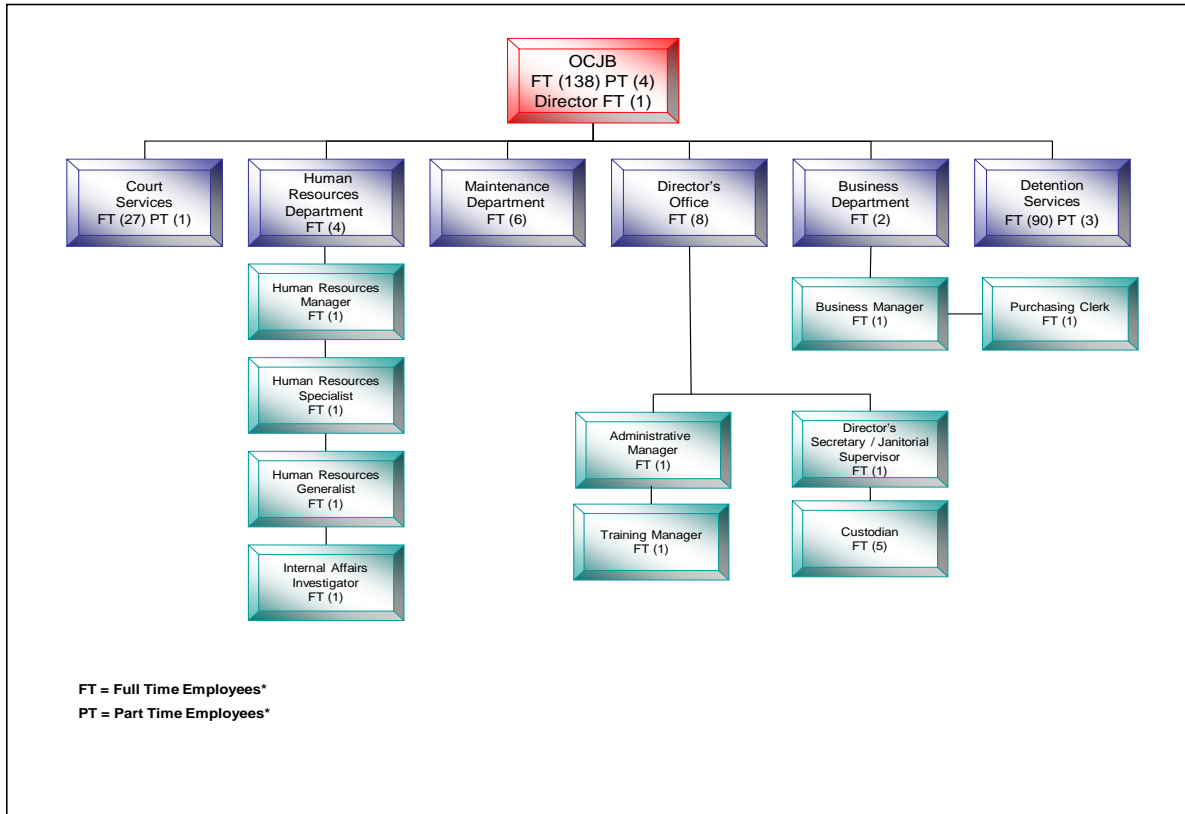 OCJB
FT (138) PT (4)
Director FT (1)
Court
Services
FT (27) PT (1)
Human
Resources
Department
FT (4)
Maintenance
Department
FT (6)
Director's
Office
FT (8)
Business
Department
FT (2)
Detention
Services
FT (90) PT (3)
Human Resources
Manager
FT (1)
Business Manager
FT (1)
Purchasing Clerk
FT (1)
Human Resources
Specialist
FT (1)
Administrative
Manager
FT (1)
Director's
Secretary / Janitorial
Supervisor
FT (1)
Human Resources
Generalist
FT (1)
Training Manager
FT (1)
Custodian
FT (5)
Internal Affairs
Investigator
FT (1)
FT = Full Time Employees*
PT = Part Time Employees*